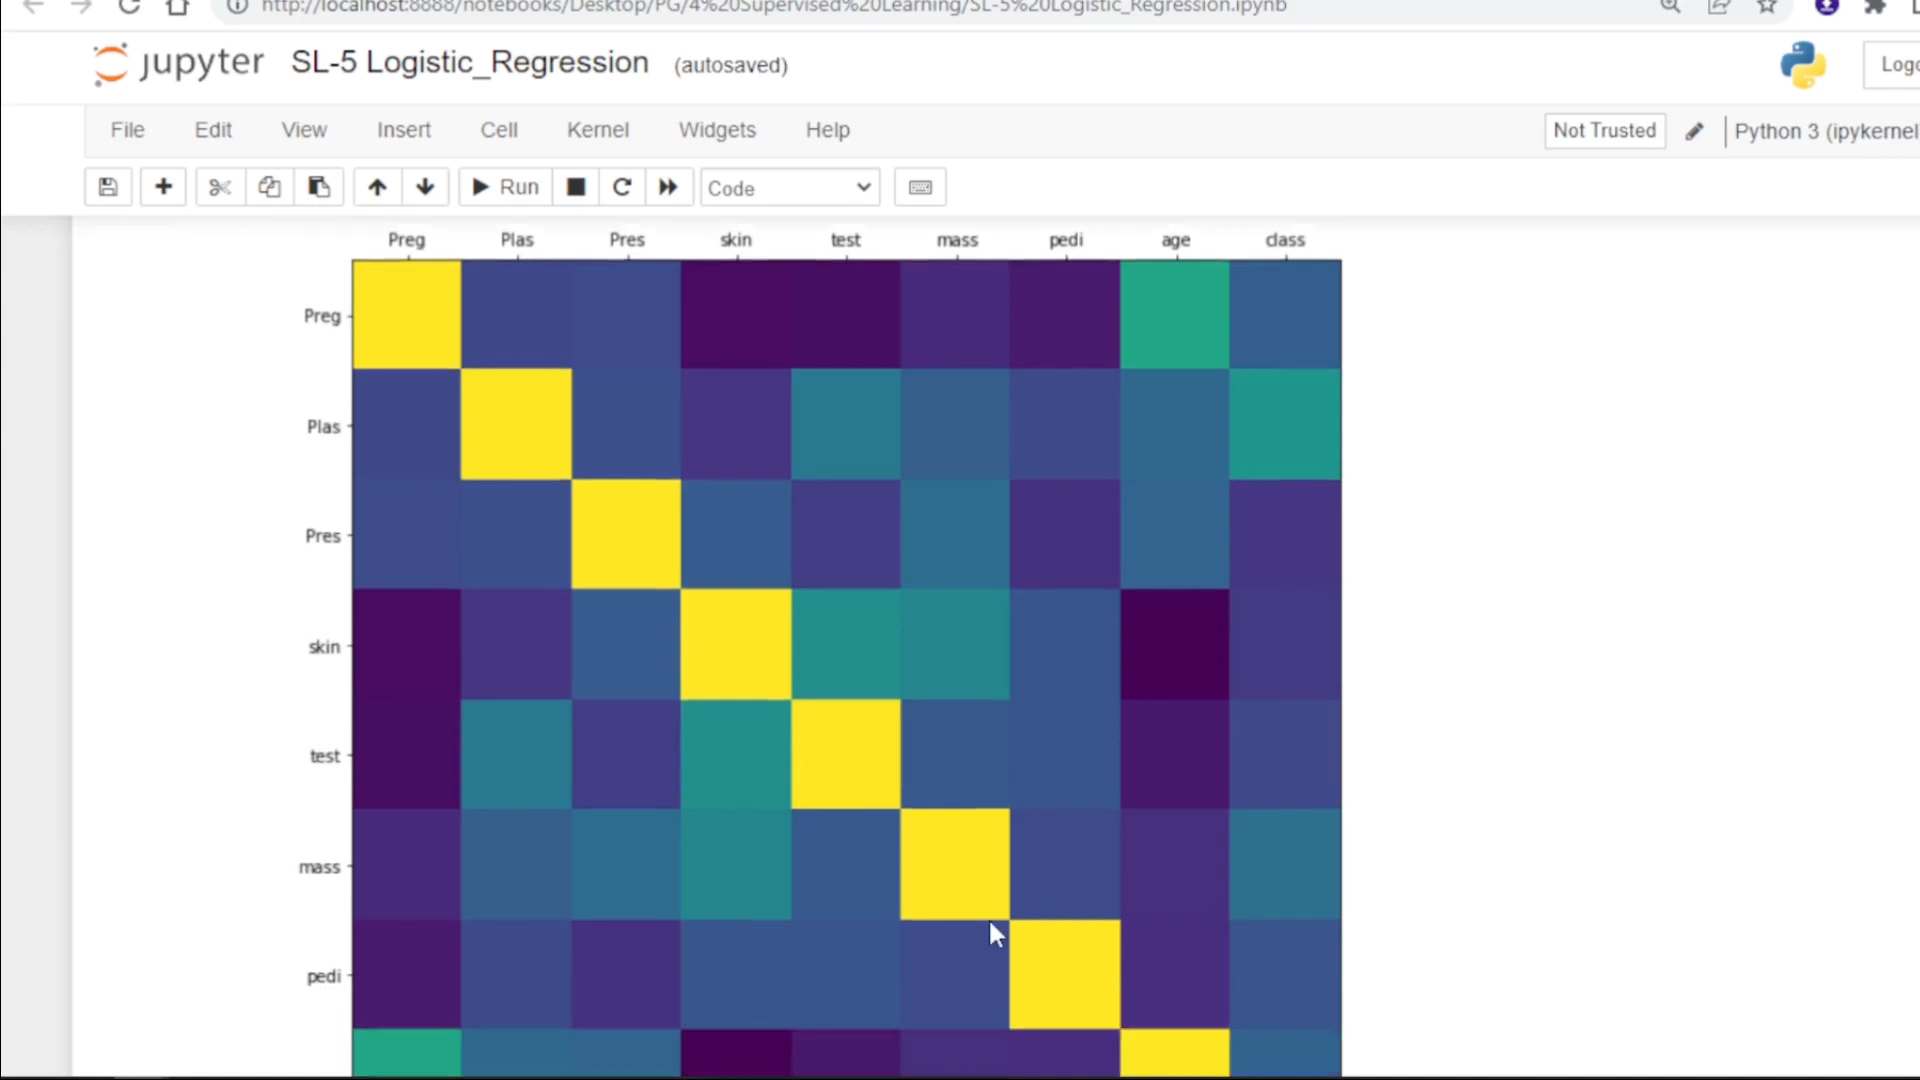 http://localhost:8888/notebooks/Desktop/PG/4%20Supervised%20Learning/SL-5%20Logistic_Regression.ipynb
jupyter SL-5 Logistic_Regression (autosaved)
Logo
File Edit View Insert Cell Kernel Widgets Help
Not Trusted Python 3 (ipykernel
Run Code
Preg Plas Pres skin test mass pedi age class
Preg
Plas
Pres
skin
test
mass
pedi